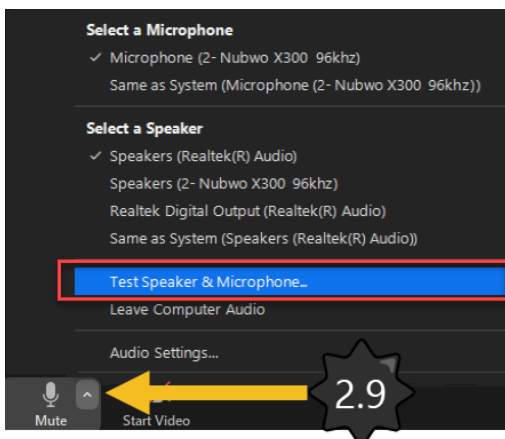 Select a Microphone
✓ Microphone (2- Nubwo X300 96khz)
Same as System (Microphone (2- Nubwo X300 96khz))
Select a Speaker
✓ Speakers (Realtek(R) Audio)
Speakers (2- Nubwo X300 96khz)
Realtek Digital Output (Realtek(R) Audio)
Same as System (Speakers (Realtek(R) Audio))
Test Speaker & Microphone...
Leave Computer Audio
Audio Settings...
2.9
Mute
Start Video